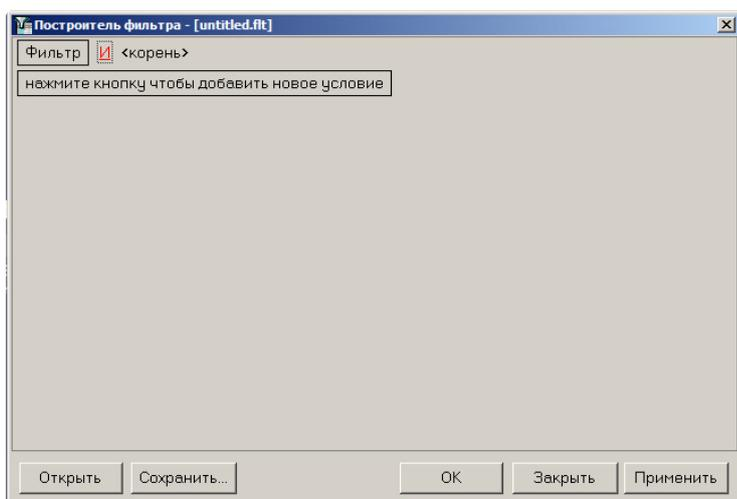 Построитель фильтра - [untitled.flt]
Фильтр И <корень>
нажмите кнопку чтобы добавить новое условие
Открыть Сохранить... OK Закрыть Применить